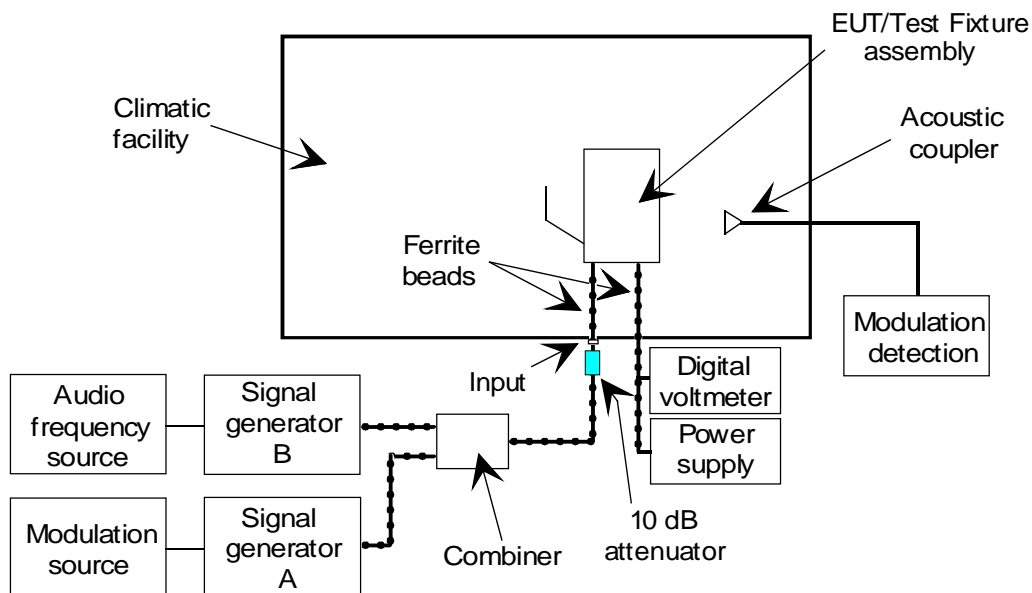 EUT/Test Fixture
assembly
Climatic
facility
Acoustic
coupler
Ferrite
beads
Modulation
detection
Input
Digital
voltmeter
Audio
frequency
source
Signal
generator
B
Power
supply
Modulation
source
Signal
generator
A
Combiner
10 dB
attenuator